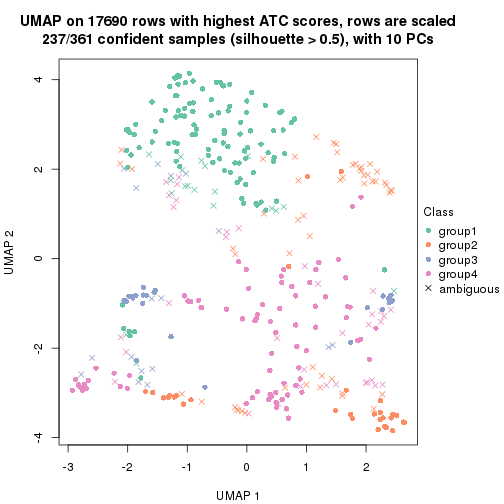 UMAP on 17690 rows with highest ATC scores, rows are scaled
237/361 confident samples (silhouette > 0.5), with 10 PCs
4
2
0
-2
-4
UMAP 2
-3
-2
-1
0
1
2
UMAP 1
Class
group1
group2
group3
group4
ambiguous